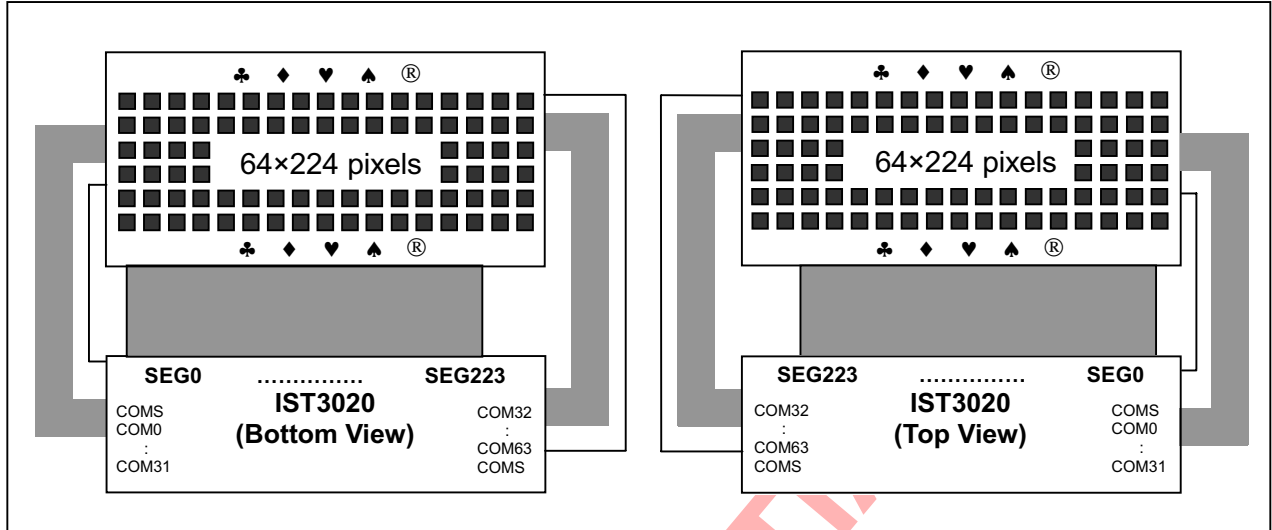 ♣ ♦ ♥ ♠ ®
64×224 pixels
♣ ♦ ♥ ♠ ®
SEG0 ............... SEG223
IST3020
(Bottom View)
COMS
COM0
:
COM31
COM32
:
COM63
COMS
♣ ♦ ♥ ♠ ®
64×224 pixels
♣ ♦ ♥ ♠ ®
SEG223 ............... SEG0
IST3020
(Top View)
COM32
:
COM63
COMS
COMS
COM0
:
COM31